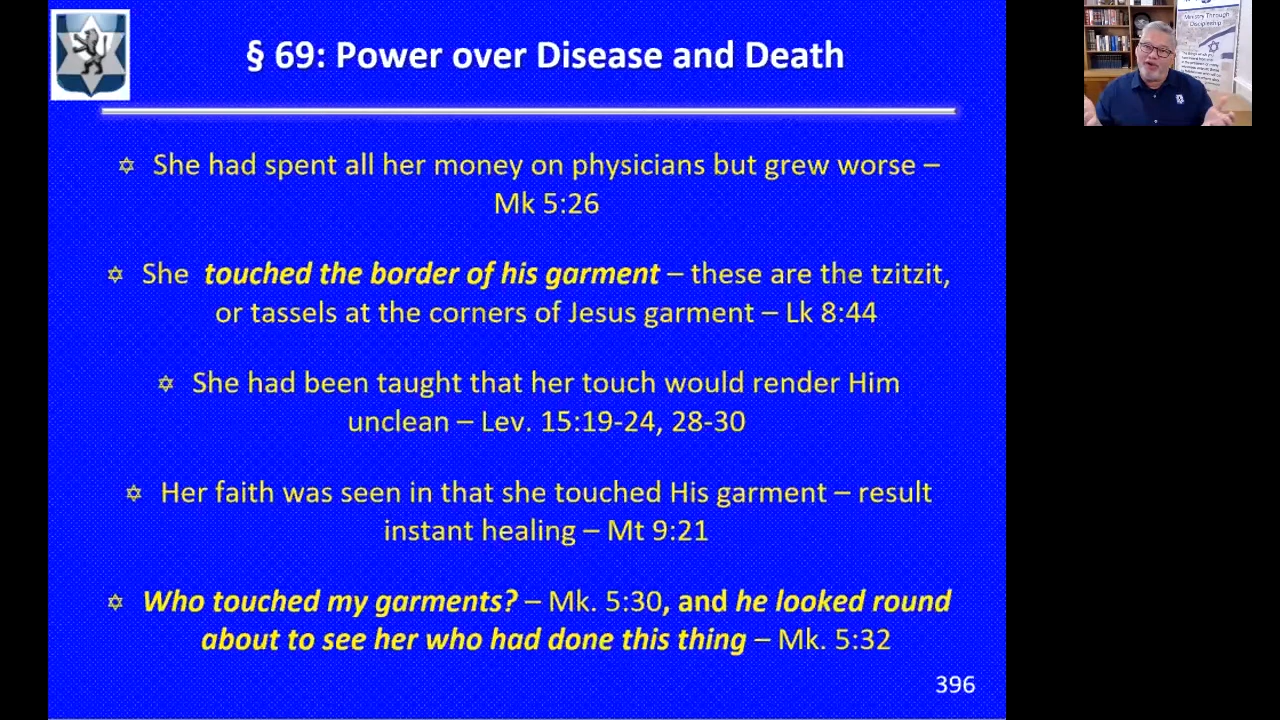 § 69: Power over Disease and Death
✡ She had spent all her money on physicians but grew worse –
Mk 5:26
✡ She touched the border of his garment – these are the tzitzit,
or tassels at the corners of Jesus garment – Lk 8:44
✡ She had been taught that her touch would render Him
unclean – Lev. 15:19-24, 28-30
✡ Her faith was seen in that she touched His garment – result
instant healing – Mt 9:21
✡ Who touched my garments? – Mk. 5:30, and he looked round
about to see her who had done this thing – Mk. 5:32
396
Ministry Through
Discipleship